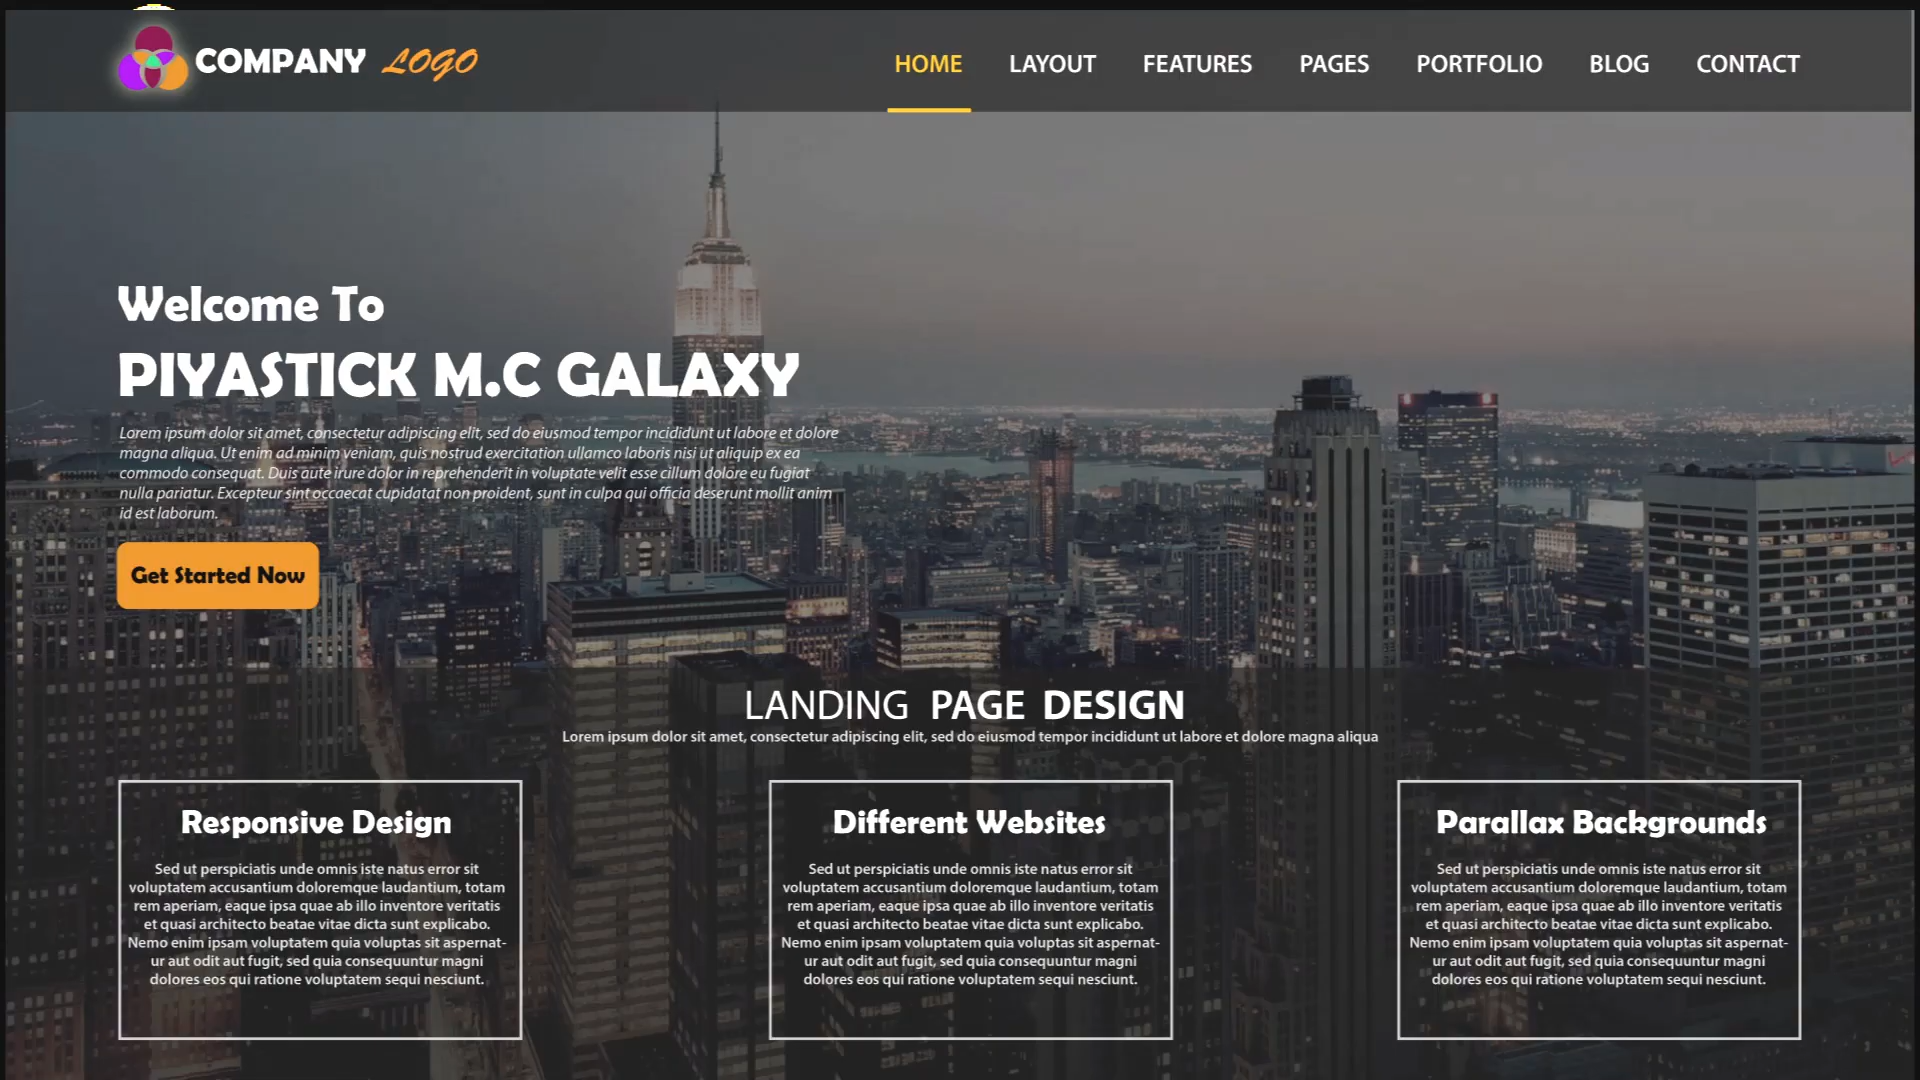 COMPANY LOGO
HOME LAYOUT FEATURES PAGES PORTFOLIO BLOG CONTACT
Welcome To
PIYASTICK M.C GALAXY
Lorem ipsum dolor sit amet, consectetur adipiscing elit, sed do eiusmod tempor incididunt ut labore et dolore
magna aliqua. Ut enim ad minim veniam, quis nostrud exercitation ullamco laboris nisi ut aliquip ex ea
commodo consequat. Duis aute irure dolor in reprehenderit in voluptate velit esse cillum dolore eu fugiat
nulla pariatur. Excepteur sint occaecat cupidatat non proident, sunt in culpa qui officia deserunt mollit anim
id est laborum.
Get Started Now
LANDING PAGE DESIGN
Lorem ipsum dolor sit amet, consectetur adipiscing elit, sed do eiusmod tempor incididunt ut labore et dolore magna aliqua
Responsive Design
Sed ut perspiciatis unde omnis iste natus error sit
voluptatem accusantium doloremque laudantium, totam
rem aperiam, eaque ipsa quae ab illo inventore veritatis
et quasi architecto beatae vitae dicta sunt explicabo.
Nemo enim ipsam voluptatem quia voluptas sit aspernat-
ur aut odit aut fugit, sed quia consequuntur magni
dolores eos qui ratione voluptatem sequi nesciunt.
Different Websites
Sed ut perspiciatis unde omnis iste natus error sit
voluptatem accusantium doloremque laudantium, totam
rem aperiam, eaque ipsa quae ab illo inventore veritatis
et quasi architecto beatae vitae dicta sunt explicabo.
Nemo enim ipsam voluptatem quia voluptas sit aspernat-
ur aut odit aut fugit, sed quia consequuntur magni
dolores eos qui ratione voluptatem sequi nesciunt.
Parallax Backgrounds
Sed ut perspiciatis unde omnis iste natus error sit
voluptatem accusantium doloremque laudantium, totam
rem aperiam, eaque ipsa quae ab illo inventore veritatis
et quasi architecto beatae vitae dicta sunt explicabo.
Nemo enim ipsam voluptatem quia voluptas sit aspernat-
ur aut odit aut fugit, sed quia consequuntur magni
dolores eos qui ratione voluptatem sequi nesciunt.